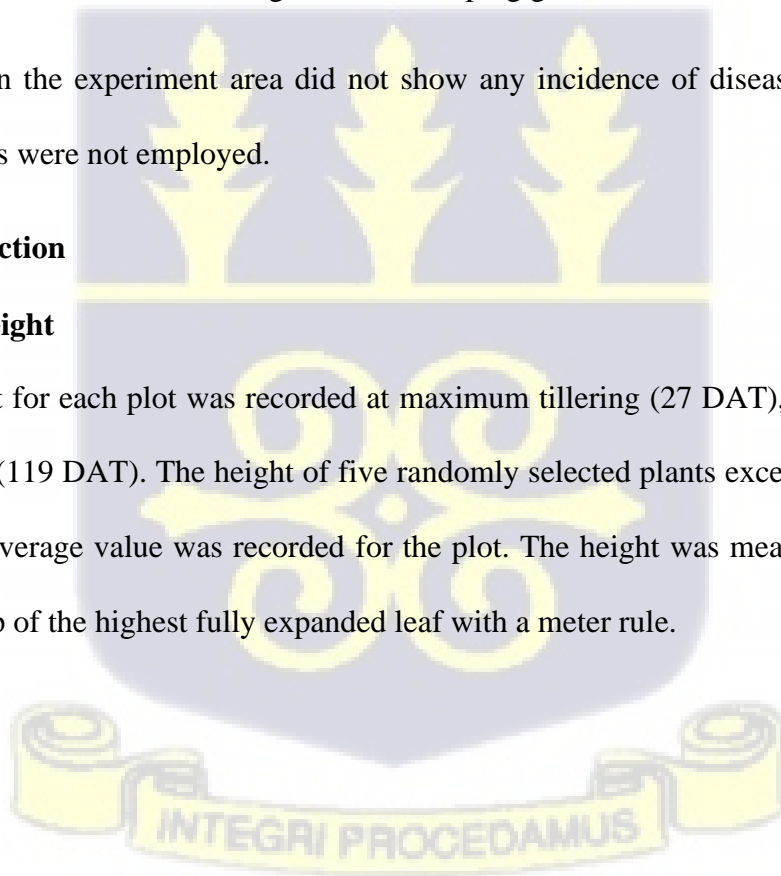 n the experiment area did not show any incidence of diseas
s were not employed.
ction
eight
t for each plot was recorded at maximum tillering (27 DAT),
(119 DAT). The height of five randomly selected plants exce
verage value was recorded for the plot. The height was mea
p of the highest fully expanded leaf with a meter rule.
INTEGRI PROCEDAMUS